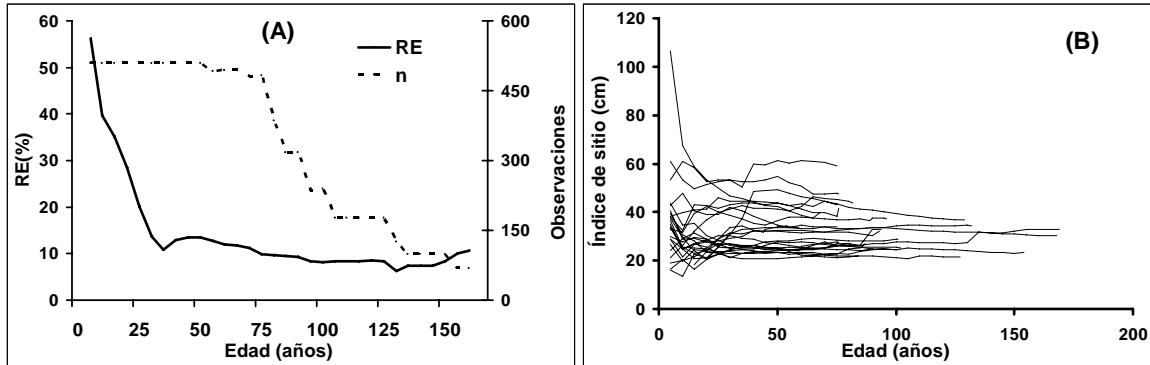 (A)
RE
n
60
50
40
30
20
10
0
RE(%)
600
450
300
150
0
Observaciones
0 25 50 75 100 125 150
Edad (años)
(B)
120
100
80
60
40
20
0
Índice de sitio (cm)
0 50 100 150 200
Edad (años)